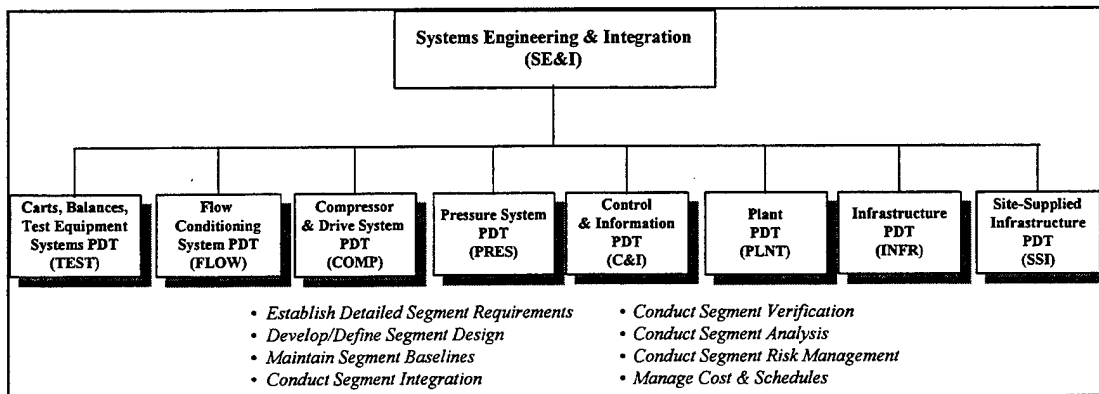 Systems Engineering & Integration
(SE&I)
Carts, Balances,
Test Equipment
Systems PDT
(TEST)
Flow
Conditioning
System PDT
(FLOW)
Compressor
& Drive System
PDT
(COMP)
Pressure System
PDT
(PRES)
Control
& Information
PDT
(C&I)
Plant
PDT
(PLNT)
Infrastructure
PDT
(INFR)
Site-Supplied
Infrastructure
PDT
(SSI)
• Establish Detailed Segment Requirements
• Develop/Define Segment Design
• Maintain Segment Baselines
• Conduct Segment Integration
• Conduct Segment Verification
• Conduct Segment Analysis
• Conduct Segment Risk Management
• Manage Cost & Schedules